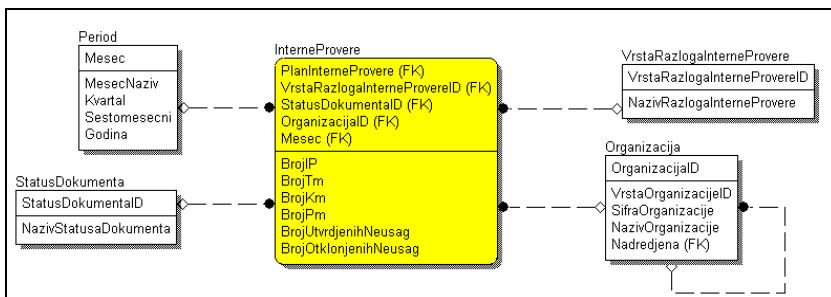 Period
Mesec
MesecNaziv
Kvartal
Sestomesecni
Godina
StatusDokumenta
StatusDokumentaID
NazivStatusaDokumenta
InterneProvere
PlanInterneProvere (FK)
VrstaRazlogaInterneProvereID (FK)
StatusDokumentaID (FK)
OrganizacijaID (FK)
Mesec (FK)
BrojIP
BrojTm
BrojKm
BrojPm
BrojUtvrdjenihNeusag
BrojOtklonjenihNeusag
VrstaRazlogaInterneProvere
VrstaRazlogaInterneProvereID
NazivRazlogaInterneProvere
Organizacija
OrganizacijaID
VrstaOrganizacijeID
SifraOrganizacije
NazivOrganizacije
Nadredjena (FK)